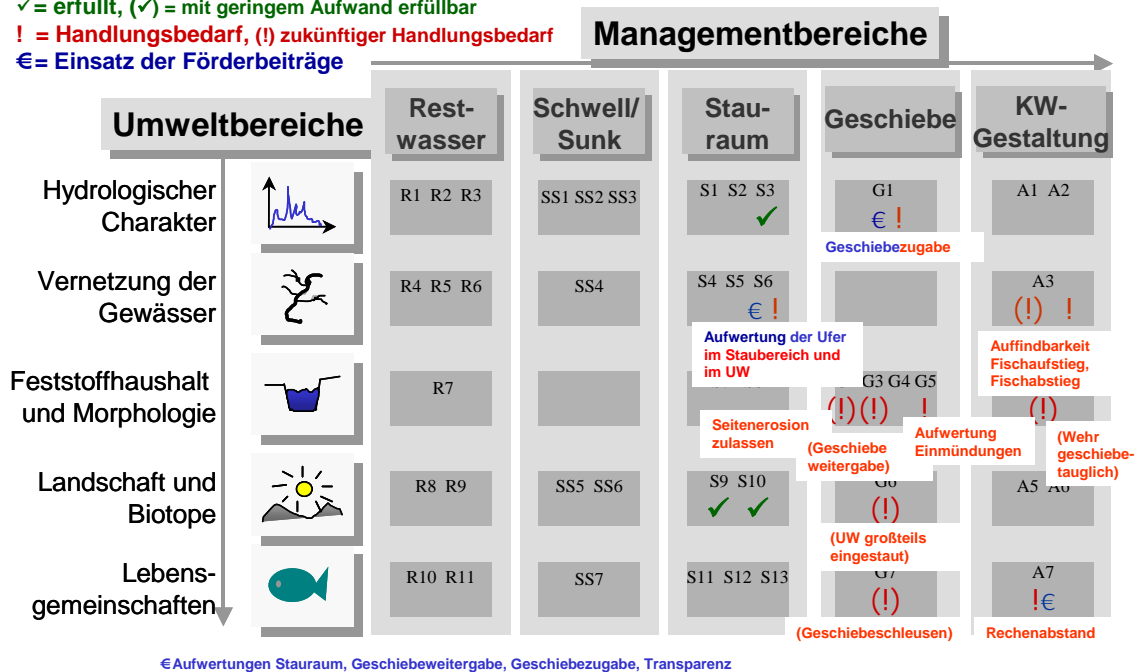 ✓= erfüllt, (✓) = mit geringem Aufwand erfüllbar
! = Handlungsbedarf, (!) zukünftiger Handlungsbedarf
€= Einsatz der Förderbeiträge
Managementbereiche
Umweltbereiche
Rest-
wasser
Schwell/
Sunk
Stau-
raum
Geschiebe
KW-
Gestaltung
Hydrologischer
Charakter
R1 R2 R3
SS1 SS2 SS3
S1 S2 S3
✓
G1
€ !
Geschiebezugabe
A1 A2
Vernetzung der
Gewässer
R4 R5 R6
SS4
S4 S5 S6
€ !
Aufwertung der Ufer
im Staubereich und
im UW
A3
(!) !
Auffindbarkeit
Fischaufstieg,
Fischabstieg
Feststoffhaushalt
und Morphologie
R7
Seitenerosion
zulassen
G3 G4 G5
(!) (!) !
(Geschiebe
weitergabe)
Aufwertung
Einmündungen
(!)
(Wehr
geschiebe-
tauglich)
Landschaft und
Biotope
R8 R9
SS5 SS6
S9 S10
✓ ✓
G6
(!)
(UW großteils
eingestaut)
A5 A6
Lebens-
gemeinschaften
R10 R11
SS7
S11 S12 S13
G7
(!)
(Geschiebeschleusen)
A7
!€
Rechenabstand
€Aufwertungen Stauraum, Geschiebeweitergabe, Geschiebezugabe, Transparenz